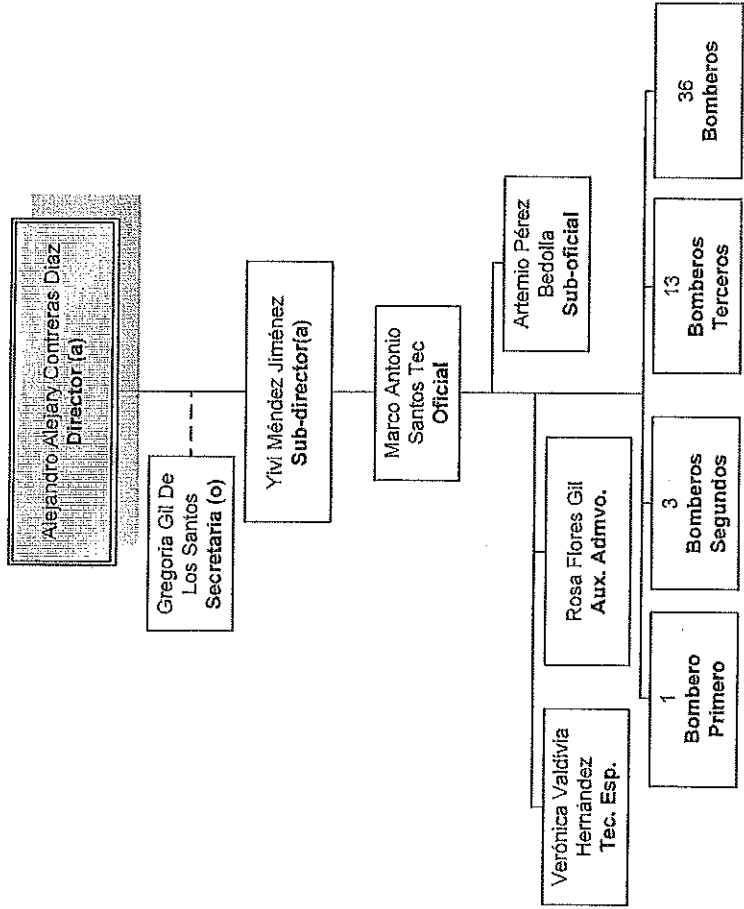 Alejandro Alejary Contreras Diaz
Director (a)
Gregoria Gil De
Los Santos
Secretaria (o)
Yivi Méndez Jiménez
Sub-director(a)
Marco Antonio
Santos Tec
Oficial
Artemio Pérez
Bedolla
Sub-oficial
Verónica Valdivia
Hernández
Tec. Esp.
Rosa Flores Gil
Aux. Admvo.
1
Bombero
Primero
3
Bomberos
Segundos
13
Bomberos
Terceros
36
Bomberos